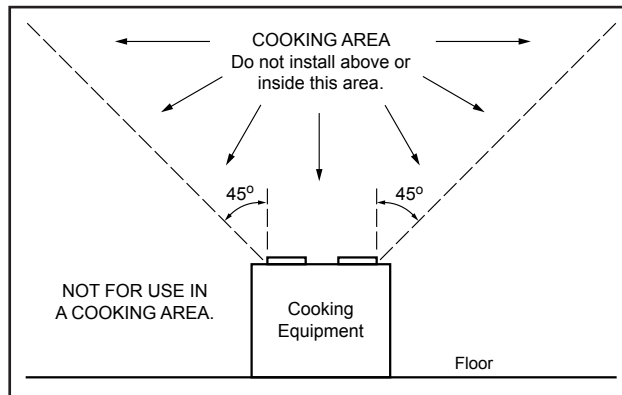 COOKING AREA
Do not install above or
inside this area.
45º
45º
NOT FOR USE IN
A COOKING AREA.
Cooking
Equipment
Floor